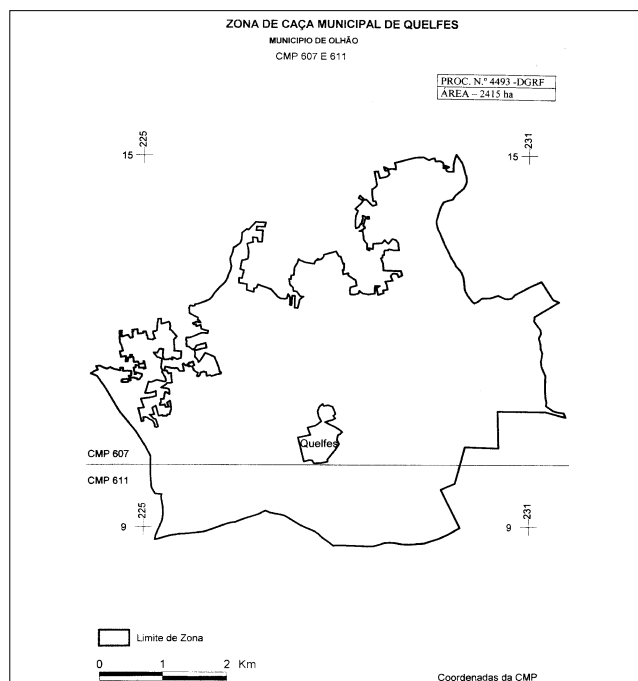 ZONA DE CAÇA MUNICIPAL DE QUELFES
MUNICIPIO DE OLHÃO
CMP 607 E 611
PROC. N.º 4493 -DGRF
ÁREA – 2415 ha
225
15
231
15
Quelfes
CMP 607
CMP 611
225
9
231
9
Limite de Zona
0 1 2 Km
Coordenadas da CMP